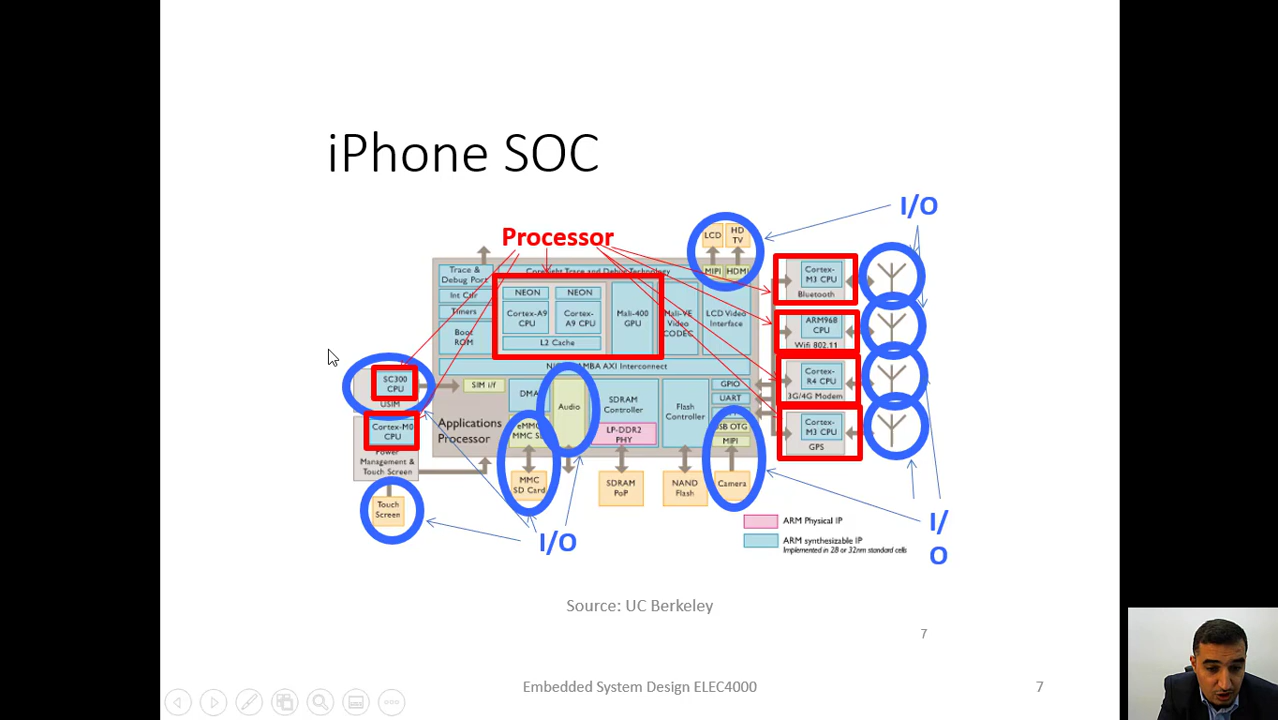 iPhone SOC
I/O
Processor
LCD
HD
TV
MIPI
HDMI
Trace &
Debug Port
CoreSight Trace and Debug Technology
Int Ctlr
Timers
Boot
ROM
NEON
NEON
Cortex-A9
CPU
Cortex-
A9 CPU
L2 Cache
Mali-400
GPU
Mali-VE
Video
CODEC
LCD Video
Interface
AMBA AXI Interconnect
Cortex-
M3 CPU
Bluetooth
ARM968
CPU
Wifi 802.11
Cortex-
R4 CPU
3G/4G Modem
Cortex-
M3 CPU
GPS
SC300
CPU
USIM
Cortex-M0
CPU
Power
Management &
Touch Screen
Touch
Screen
SIM i/f
DMA
Audio
SDRAM
Controller
LP-DDR2
PHY
Flash
Controller
GPIO
UART
USB OTG
MIPI
Applications
Processor
eMMC
MMC SD
MMC
SD Card
SDRAM
PoP
NAND
Flash
Camera
I/O
I/
O
ARM Physical IP
ARM synthesizable IP
Implemented in 28 or 32nm standard cells
Source: UC Berkeley
7
Embedded System Design ELEC4000
7